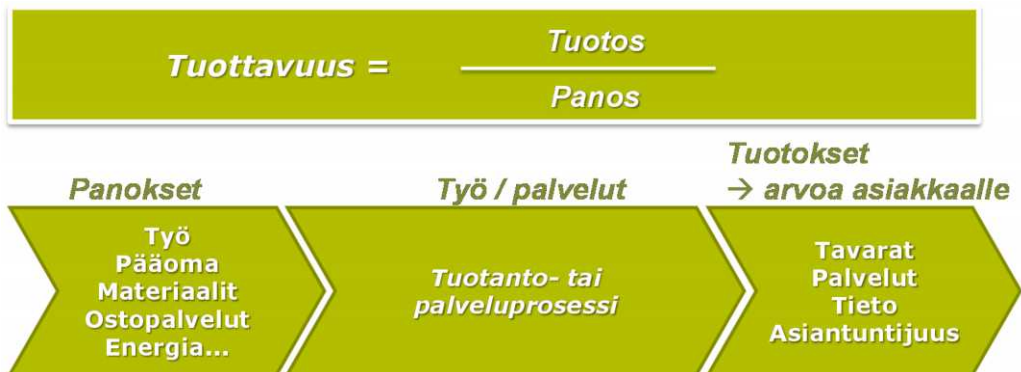 Tuottavuus =
Tuotos
Panos
Panokset
Työ / palvelut
Tuotokset
→ arvoa asiakkaalle
Työ
Pääoma
Materiaalit
Ostopalvelut
Energia...
Tuotanto- tai
palveluprosessi
Tavarat
Palvelut
Tieto
Asiantuntijuus